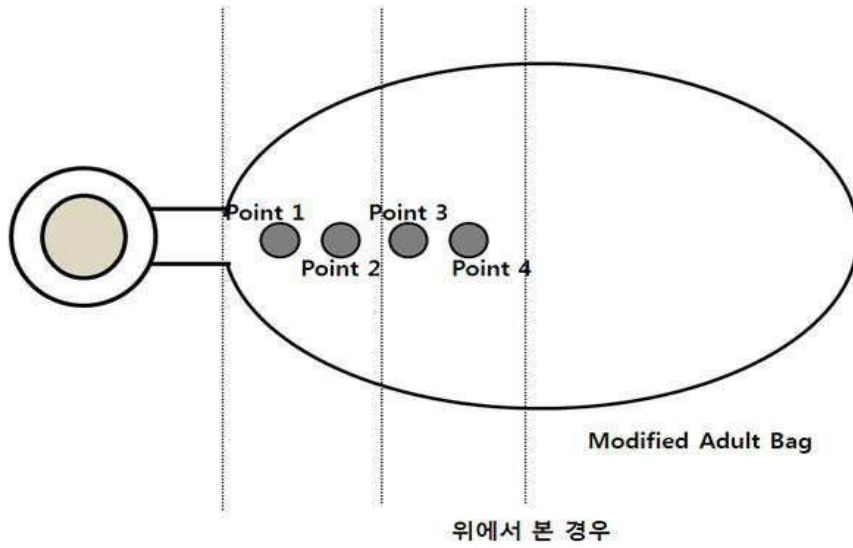 Point 1
Point 3
Point 2
Point 4
Modified Adult Bag
위에서 본 경우